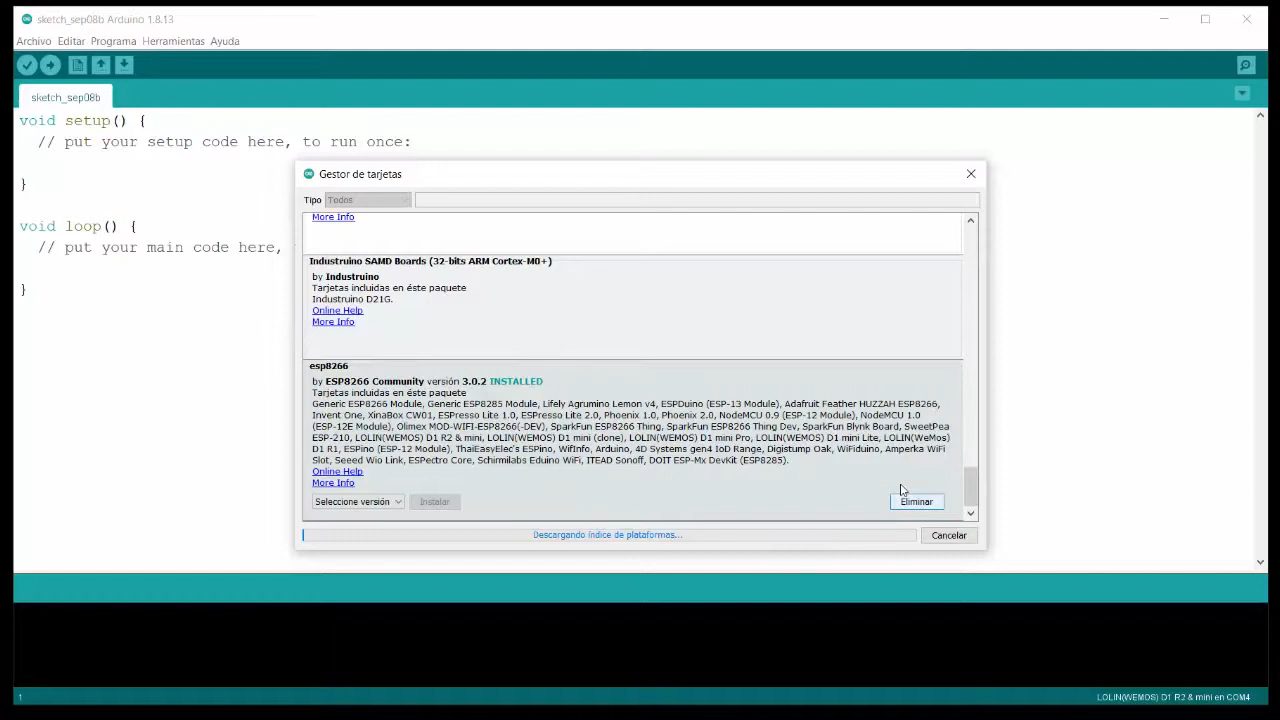 sketch_sep08b Arduino 1.8.13
Archivo Editar Programa Herramientas Ayuda
sketch_sep08b
void setup() {
// put your setup code here, to run once:
}
void loop() {
// put your main code here,
}
Gestor de tarjetas
Tipo Todos
More Info
Industruino SAMD Boards (32-bits ARM Cortex-M0+)
by Industruino
Tarjetas incluidas en éste paquete
Industruino D21G.
Online Help
More Info
esp8266
by ESP8266 Community versión 3.0.2 INSTALLED
Tarjetas incluidas en éste paquete
Generic ESP8266 Module, Generic ESP8285 Module, Lifely Agrumino Lemon v4, ESPDuino (ESP-13 Module), Adafruit Feather HUZZAH ESP8266,
Invent One, XinaBox CW01, ESPresso Lite 1.0, ESPresso Lite 2.0, Phoenix 1.0, Phoenix 2.0, NodeMCU 0.9 (ESP-12 Module), NodeMCU 1.0
(ESP-12E Module), Olimex MOD-WIFI-ESP8266(-DEV), SparkFun ESP8266 Thing, SparkFun ESP8266 Thing Dev, SparkFun Blynk Board, SweetPea
ESP-210, LOLIN(WEMOS) D1 R2 & mini, LOLIN(WEMOS) D1 mini (clone), LOLIN(WEMOS) D1 mini Pro, LOLIN(WEMOS) D1 mini Lite, LOLIN(WeMos)
D1 R1, ESPino (ESP-12 Module), ThaiEasyElec's ESPino, WifInfo, Arduino, 4D Systems gen4 IoD Range, Digistump Oak, WiFiduino, Amperka WiFi
Slot, Seeed Wio Link, ESPectro Core, Schirmilabs Eduino WiFi, ITEAD Sonoff, DOIT ESP-Mx DevKit (ESP8285).
Online Help
More Info
Seleccione versión Instalar Eliminar
Descargando índice de plataformas... Cancelar
1 LOLIN(WEMOS) D1 R2 & mini en COM4